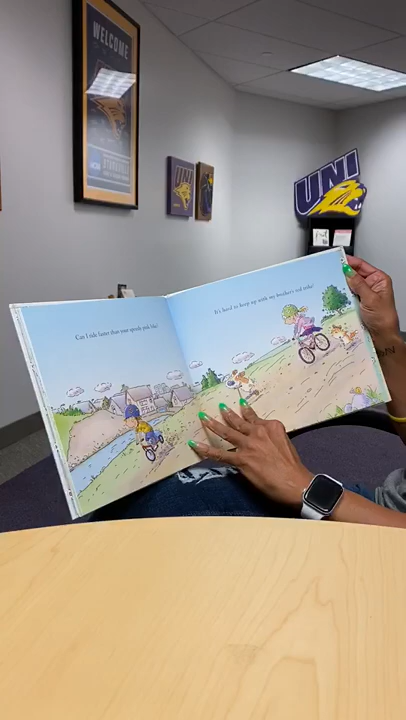 WELCOME
UNI
Can I ride faster than your speedy pink bike?
It's hard to keep up with my brother's red trike!